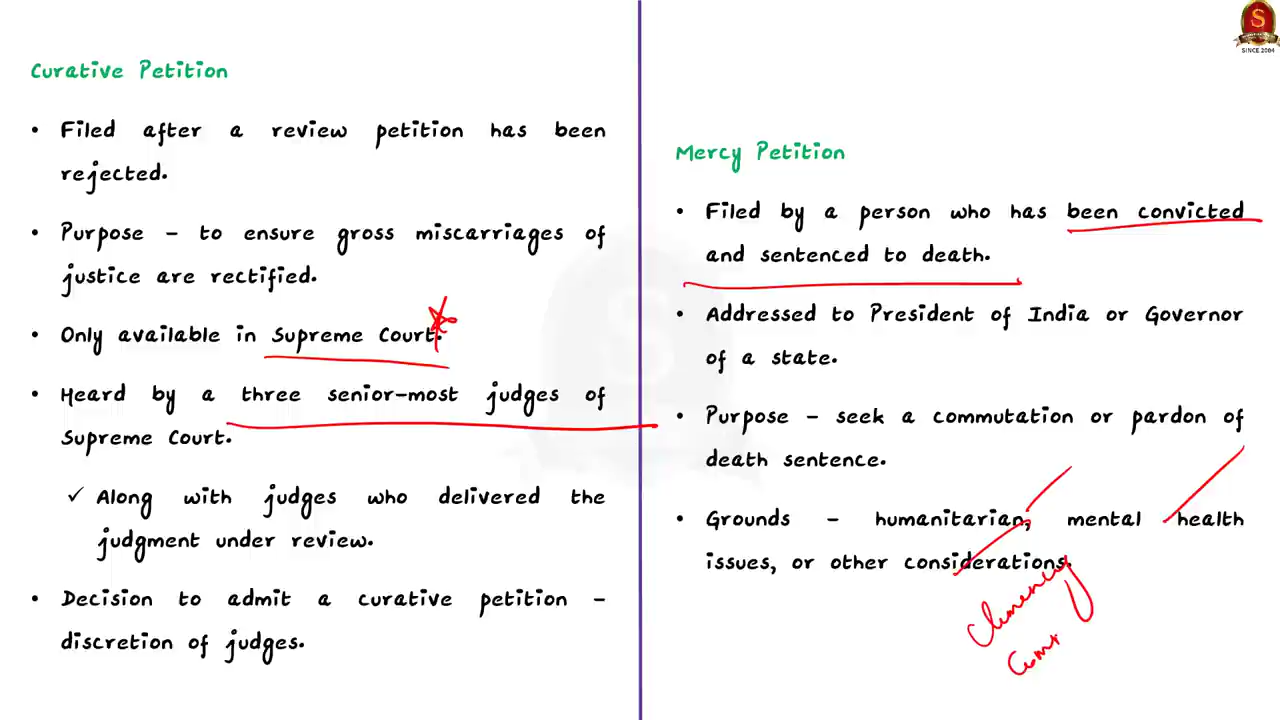 Curative Petition
• Filed after a review petition has been
rejected.
• Purpose – to ensure gross miscarriages of
justice are rectified.
• Only available in Supreme Court.
• Heard by a three senior-most judges of
Supreme Court.
✓ Along with judges who delivered the
judgment under review.
• Decision to admit a curative petition –
discretion of judges.
S
SINCE 2004
Mercy Petition
• Filed by a person who has been convicted
and sentenced to death.
• Addressed to President of India or Governor
of a state.
• Purpose – seek a commutation or pardon of
death sentence.
• Grounds – humanitarian, mental health
issues, or other considerations.